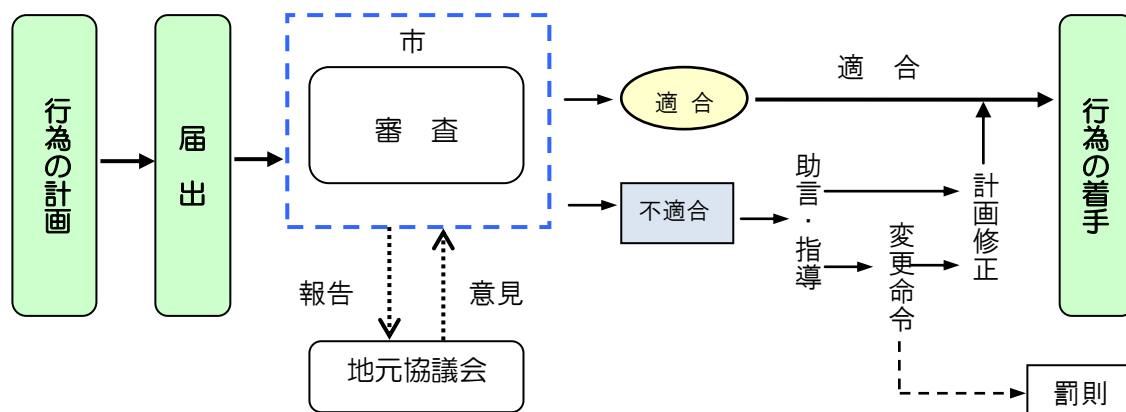 行為の計画
届出
市
審　査
報告
意見
地元協議会
適 合
不適合
適　合
助言・指導
変更命令
計画修正
罰則
行為の着手